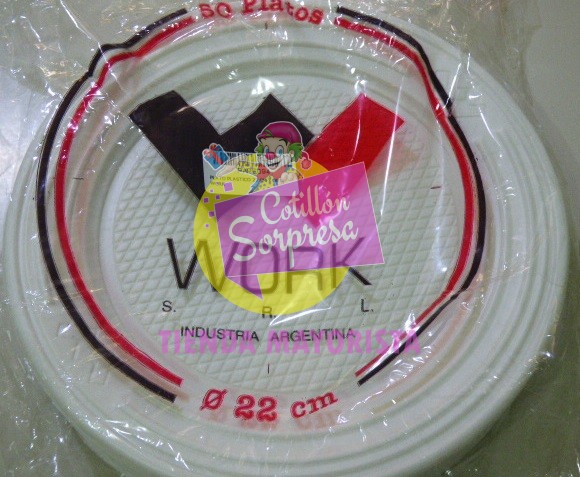 50 Platos
Cotillón
Sorpresa
WORK
S. R. L.
INDUSTRIA ARGENTINA
TIENDA MAYORISTA
Ø 22 cm